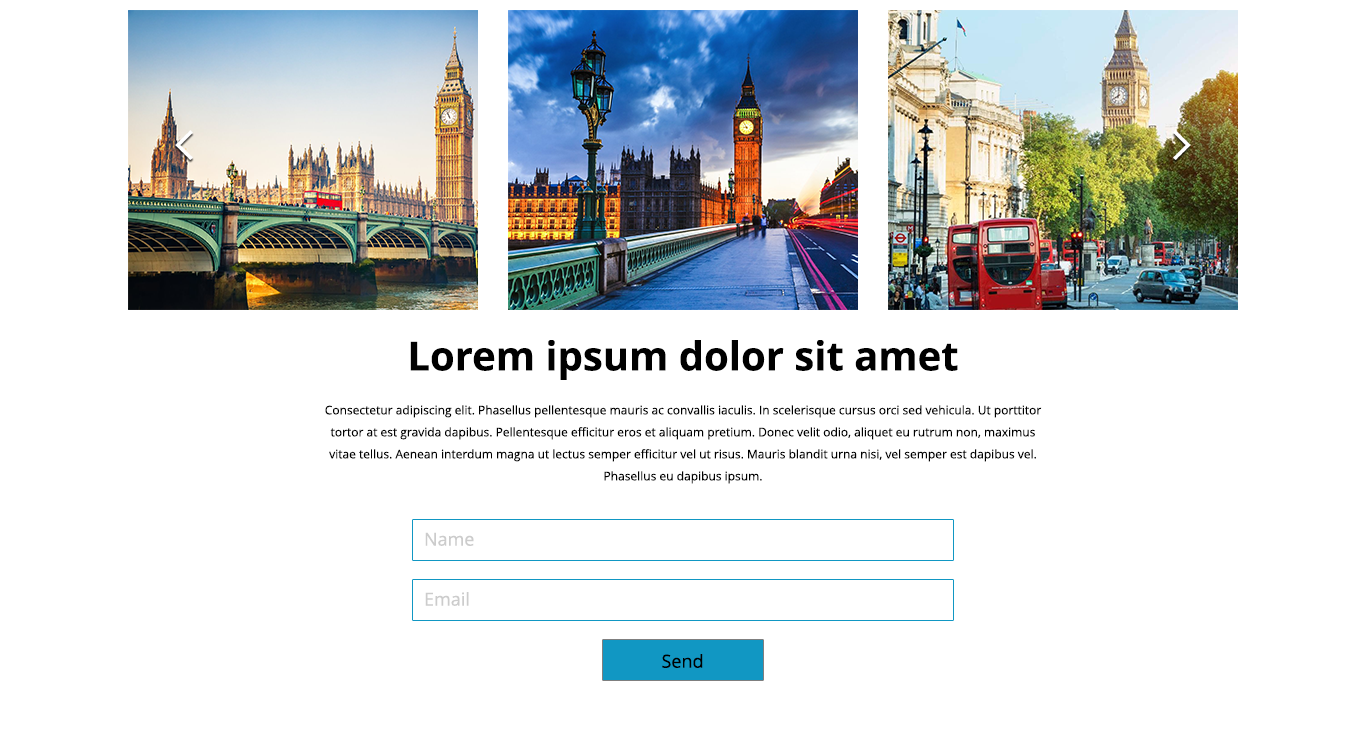 Lorem ipsum dolor sit amet
Consectetur adipiscing elit. Phasellus pellentesque mauris ac convallis iaculis. In scelerisque cursus orci sed vehicula. Ut porttitor
tortor at est gravida dapibus. Pellentesque efficitur eros et aliquam pretium. Donec velit odio, aliquet eu rutrum non, maximus
vitae tellus. Aenean interdum magna ut lectus semper efficitur vel ut risus. Mauris blandit urna nisi, vel semper est dapibus vel.
Phasellus eu dapibus ipsum.
Name
Email
Send